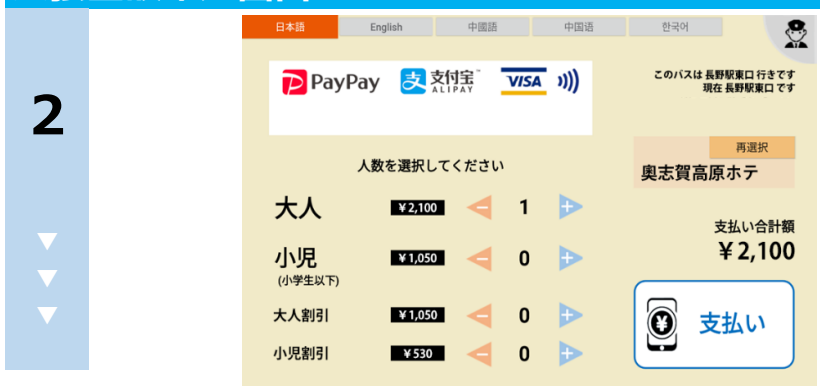 日本語 English 中國語 中国语 한국어
PayPay 支付宝 ALIPAY VISA
このバスは 長野駅東口 行きです
現在 長野駅東口 です
2
再選択
奥志賀高原ホテ
人数を選択してください
大人 ¥2,100 1
支払い合計額
¥2,100
小児 ¥1,050 0
(小学生以下)
大人割引 ¥1,050 0
支払い
小児割引 ¥530 0